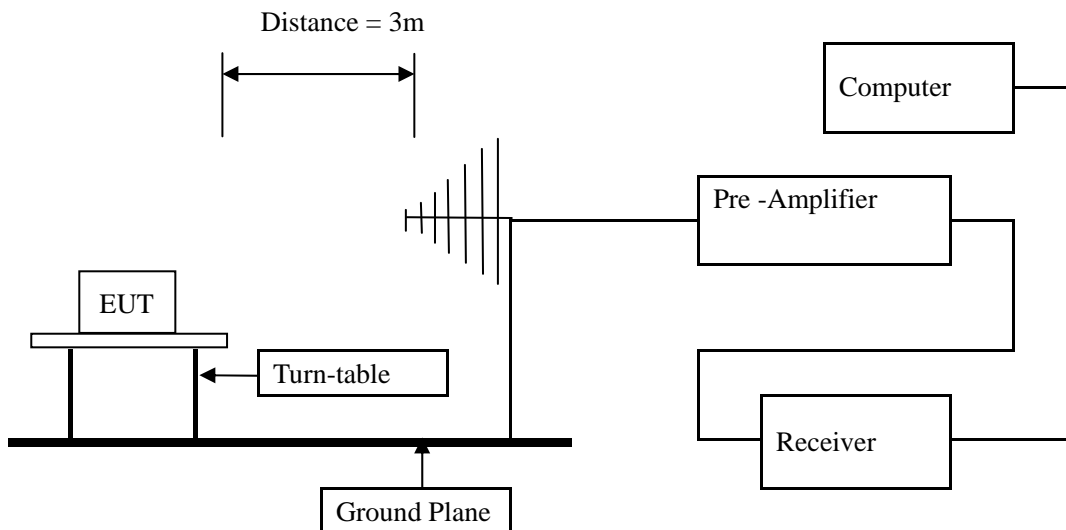 Distance = 3m
Computer
Pre -Amplifier
EUT
Turn-table
Receiver
Ground Plane